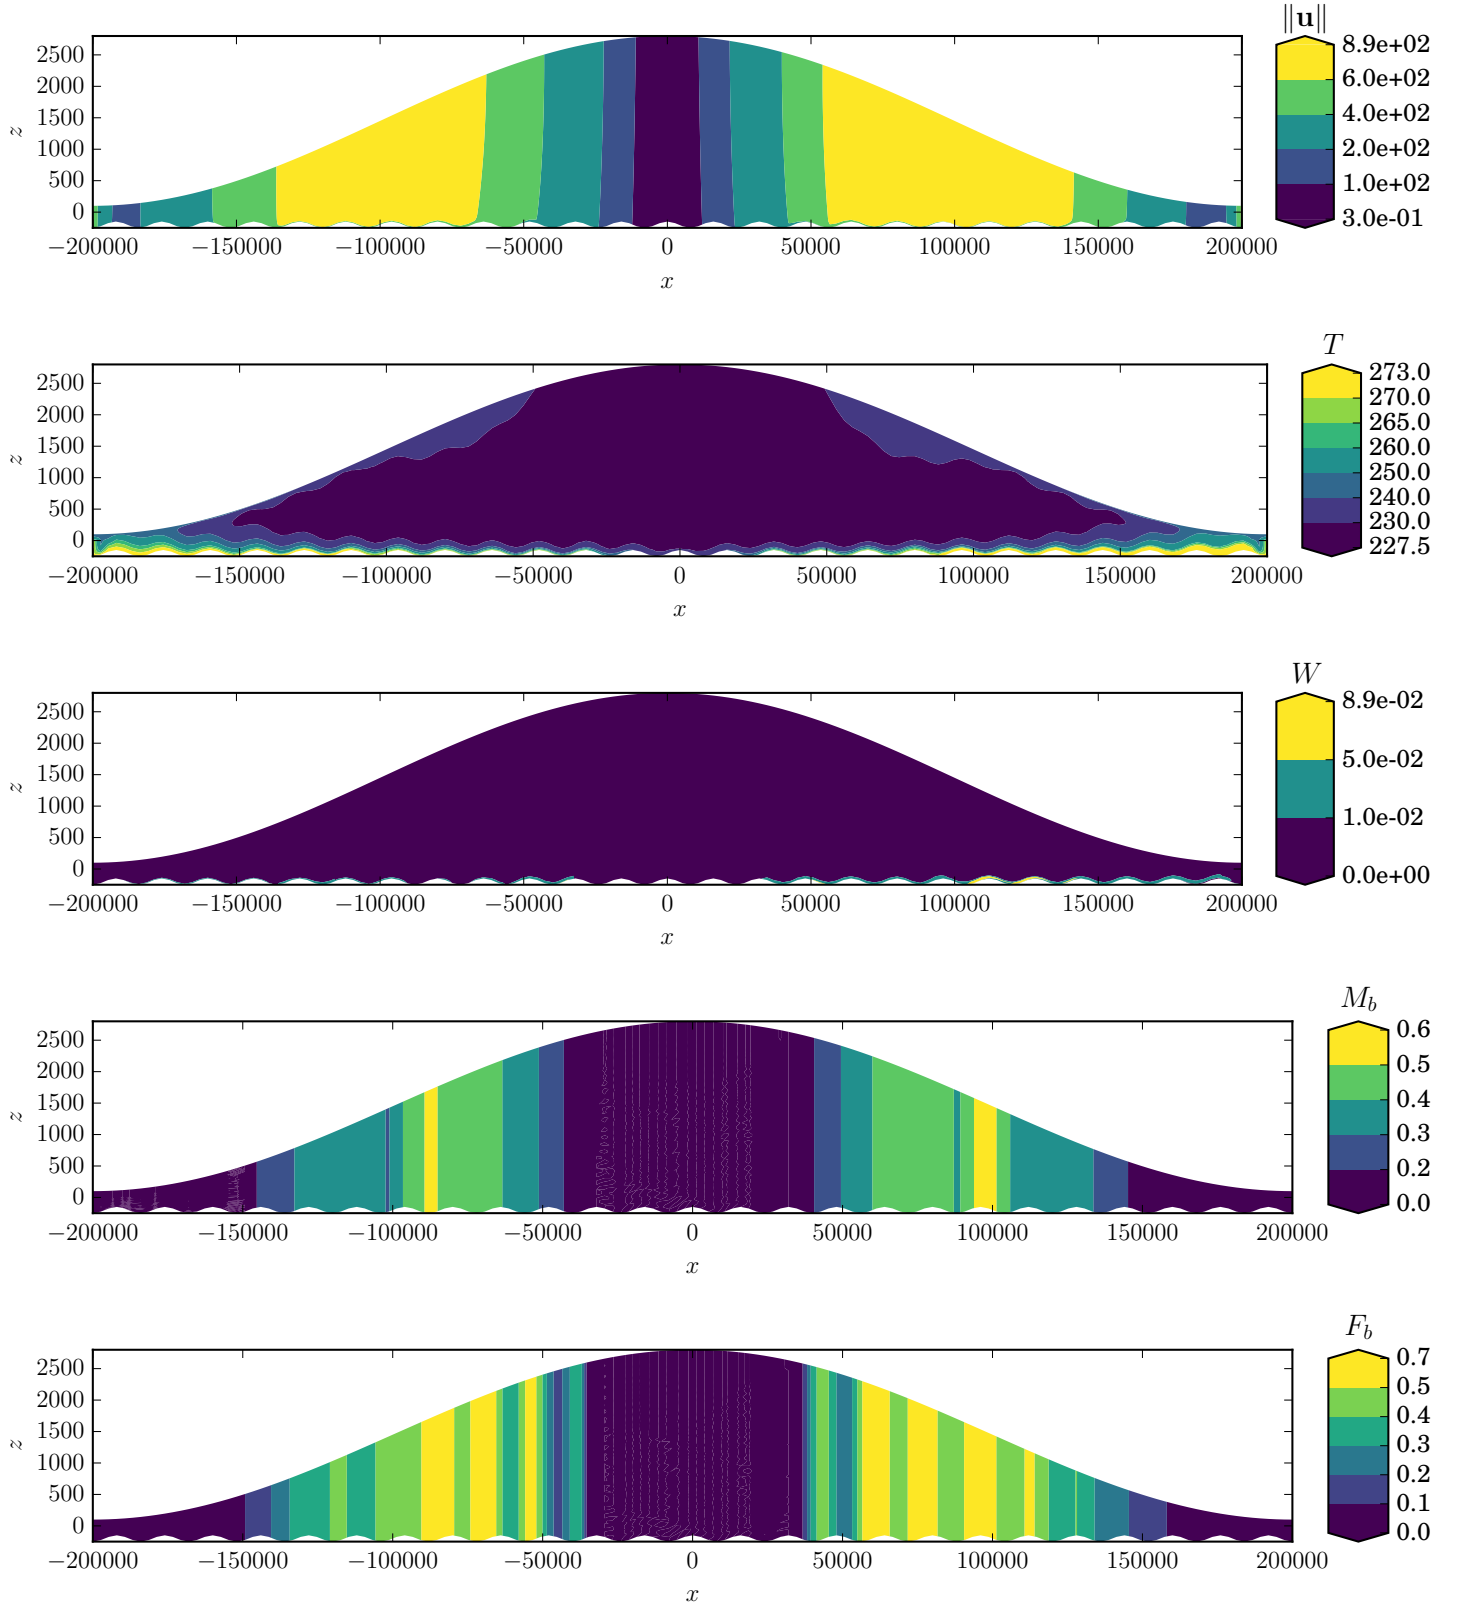 ‖u‖
8.9e+02
6.0e+02
4.0e+02
2.0e+02
1.0e+02
3.0e-01
2500
2000
1500
1000
500
0
z
−200000 −150000 −100000 −50000 0 50000 100000 150000 200000
x
T
273.0
270.0
265.0
260.0
250.0
240.0
230.0
227.5
2500
2000
1500
1000
500
0
z
−200000 −150000 −100000 −50000 0 50000 100000 150000 200000
x
W
8.9e-02
5.0e-02
1.0e-02
0.0e+00
2500
2000
1500
1000
500
0
z
−200000 −150000 −100000 −50000 0 50000 100000 150000 200000
x
M_b
0.6
0.5
0.4
0.3
0.2
0.0
2500
2000
1500
1000
500
0
z
−200000 −150000 −100000 −50000 0 50000 100000 150000 200000
x
F_b
0.7
0.5
0.4
0.3
0.2
0.1
0.0
2500
2000
1500
1000
500
0
z
−200000 −150000 −100000 −50000 0 50000 100000 150000 200000
x